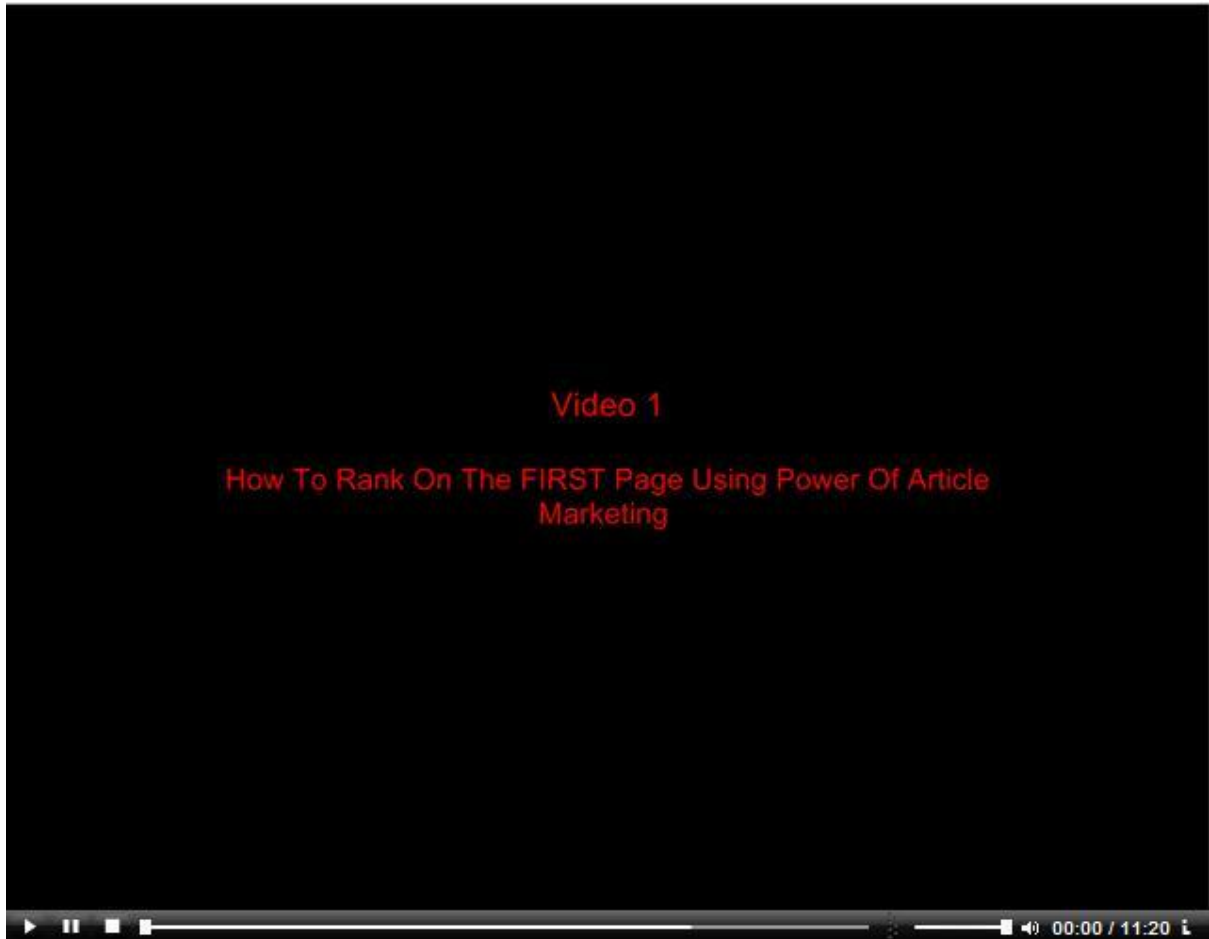 Video 1
How To Rank On The FIRST Page Using Power Of Article
Marketing
00:00 / 11:20